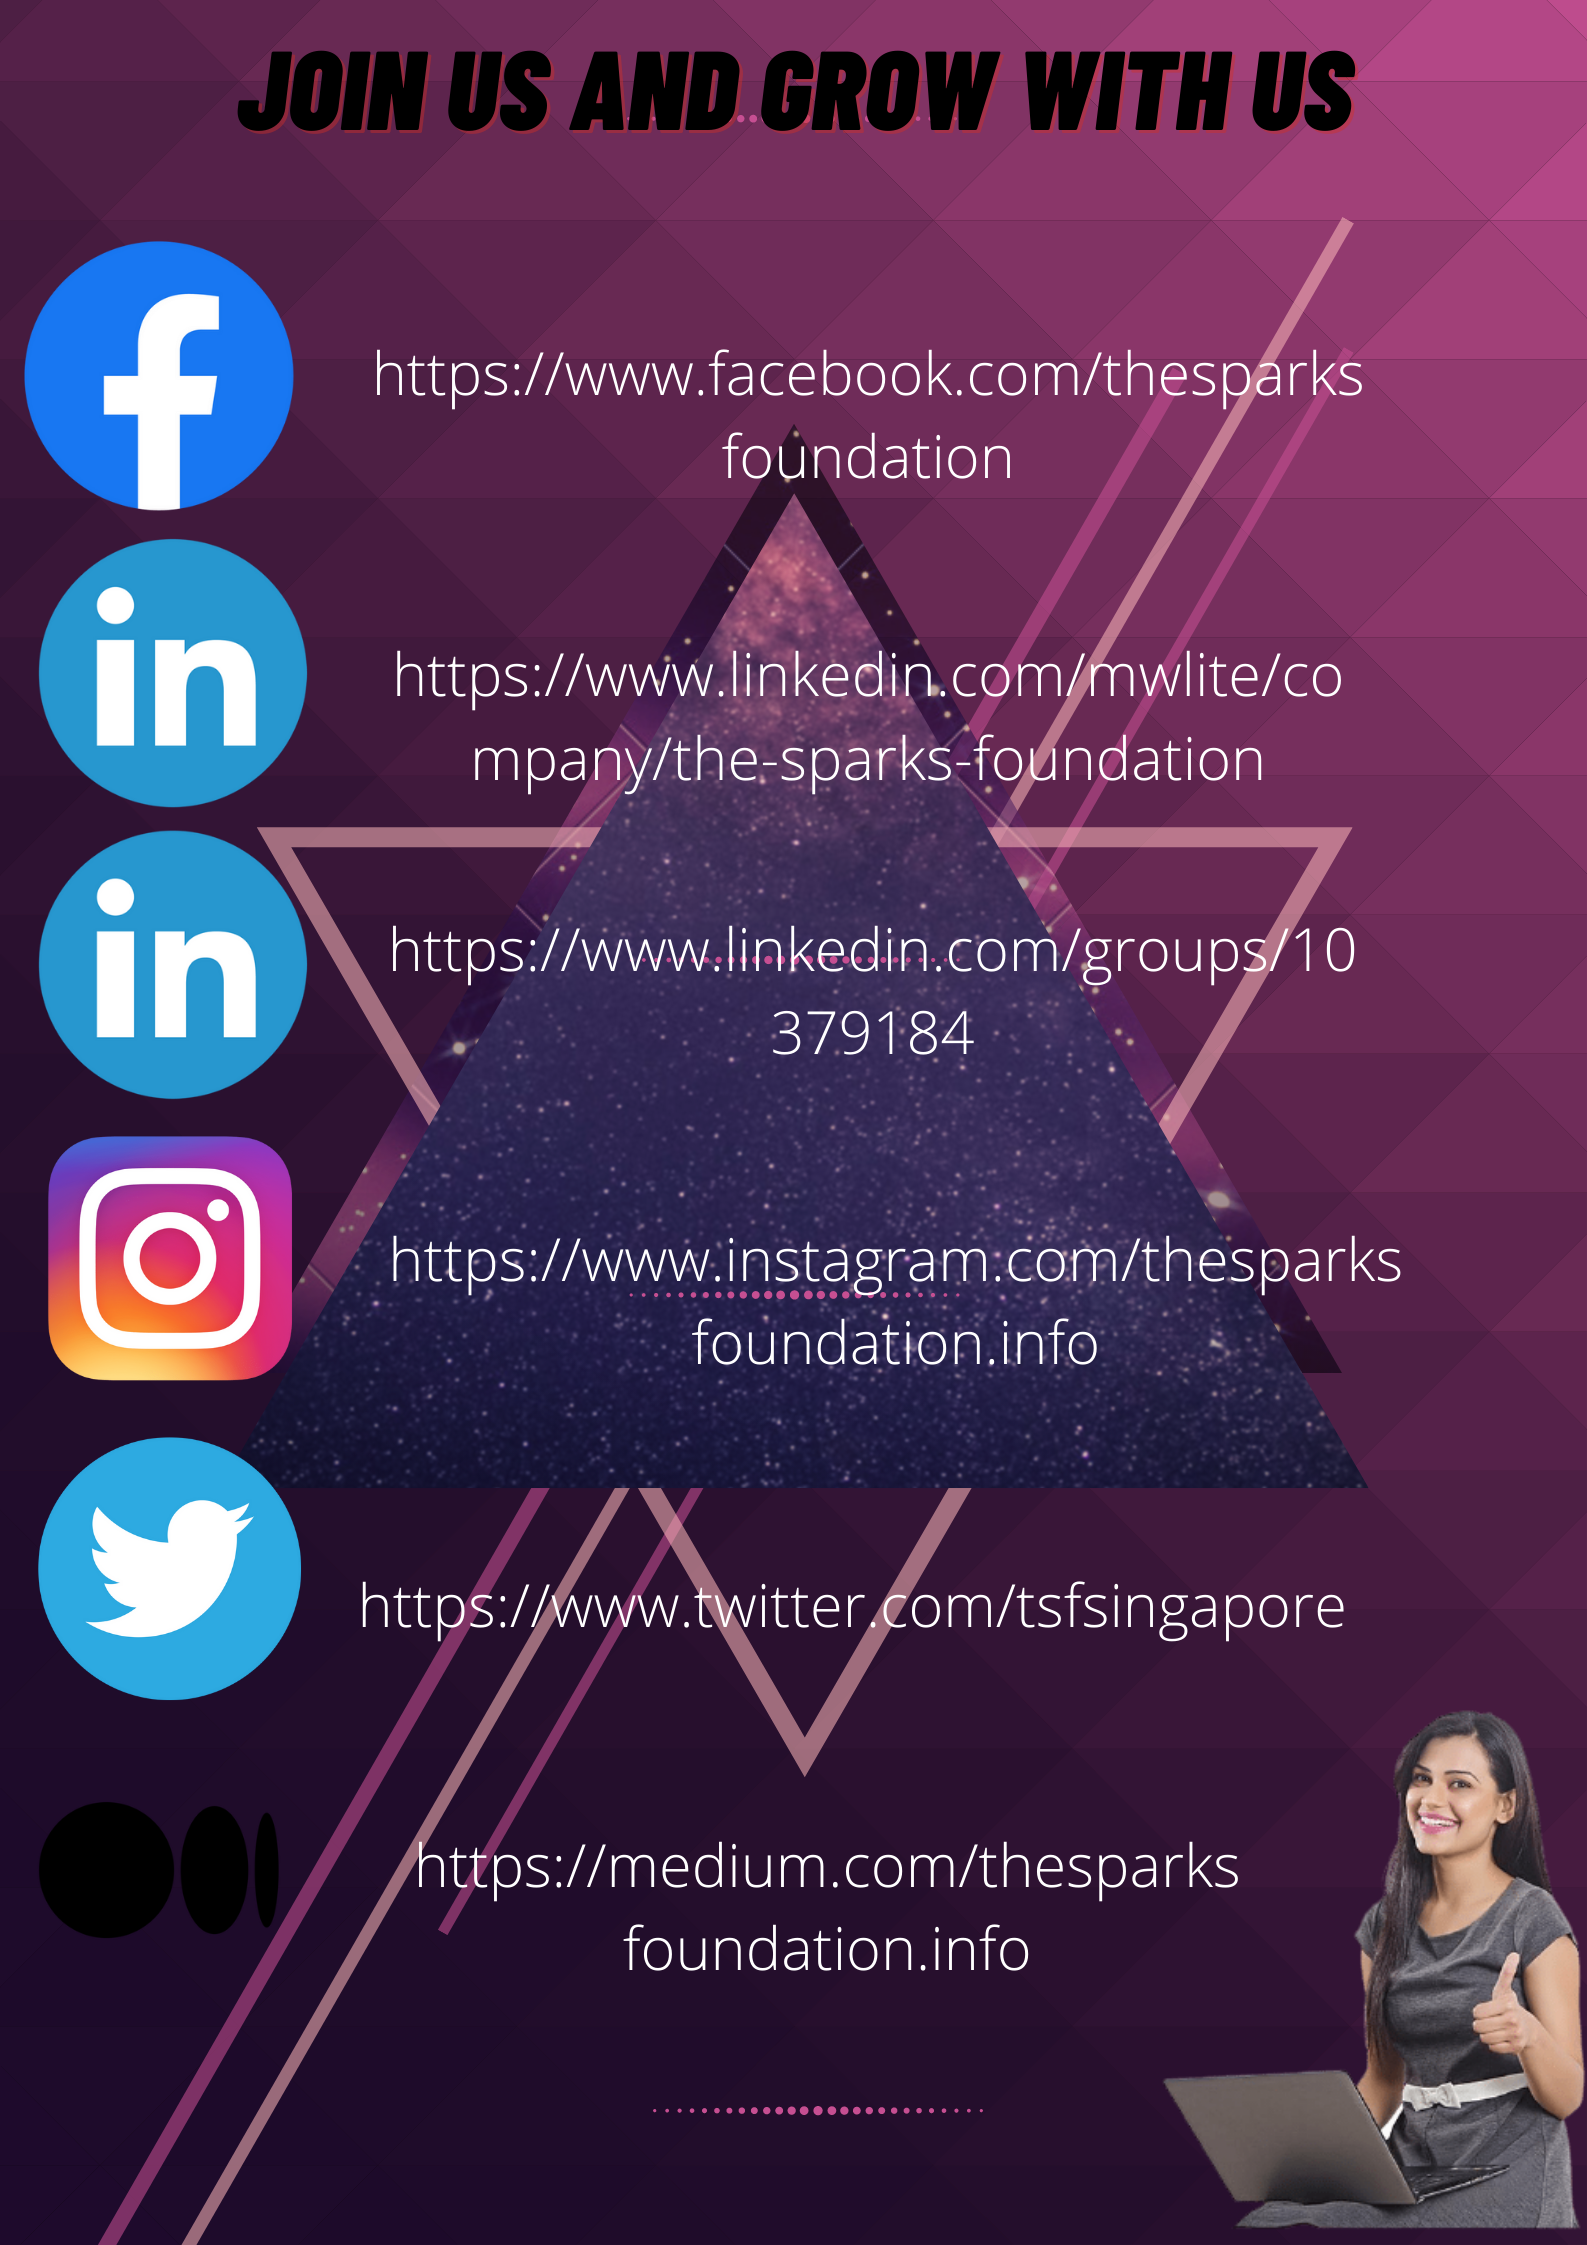 JOIN US AND GROW WITH US
https://www.facebook.com/thesparks
foundation
in
https://www.linkedin.com/mwlite/co
mpany/the-sparks-foundation
in
https://www.linkedin.com/groups/10
379184
https://www.instagram.com/thesparks
foundation.info
https://www.twitter.com/tsfsingapore
https://medium.com/thesparks
foundation.info